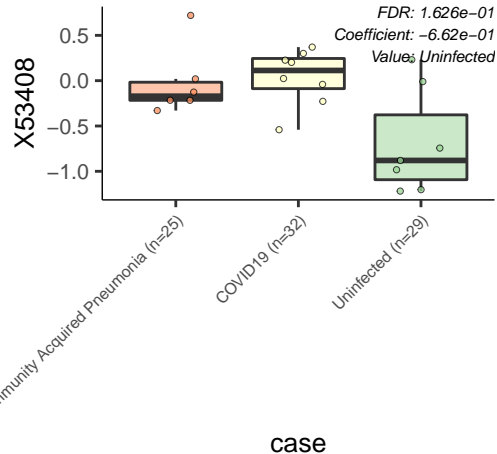 FDR: 1.626e−01
Coefficient: −6.62e−01
Value: Uninfected
X53408
0.5
0.0
−0.5
−1.0
Acquired Pneumonia (n=25)
COVID19 (n=32)
Uninfected (n=29)
case